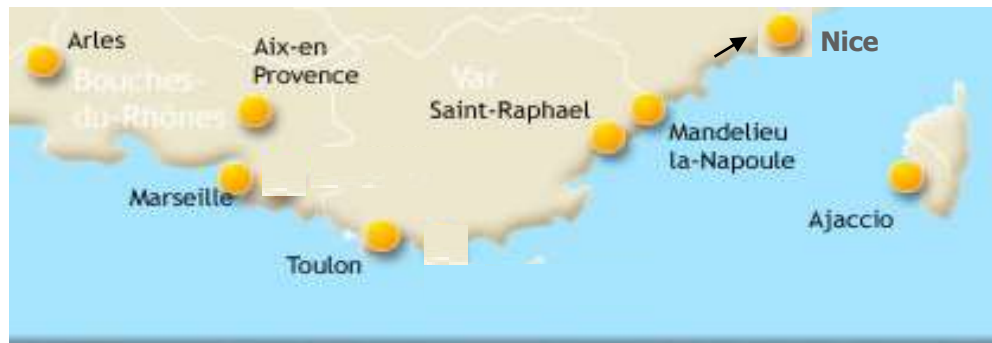 Arles
Aix-en
Provence
Bouches-
du-Rhônes
Var
Nice
Saint-Raphael
Mandelieu
la-Napoule
Marseille
Ajaccio
Toulon